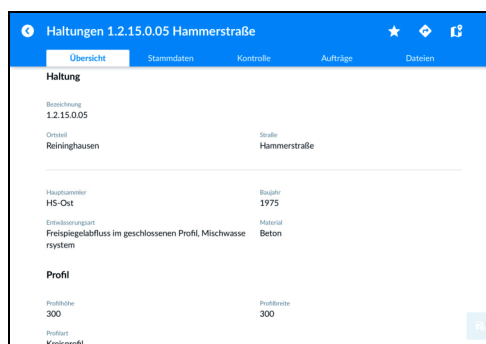 Haltungen 1.2.15.0.05 Hammerstraße
Übersicht Stammdaten Kontrolle Aufträge Dateien
Haltung
Bezeichnung
1.2.15.0.05
Ortsteil Straße
Reininghausen Hammerstraße
Hauptsammler Baujahr
HS-Ost 1975
Entwässerungsart Material
Freispiegelabfluss im geschlossenen Profil, Mischwasse Beton
rsystem
Profil
Profilhöhe Profilbreite
300 300
Profilart
Kreisprofil